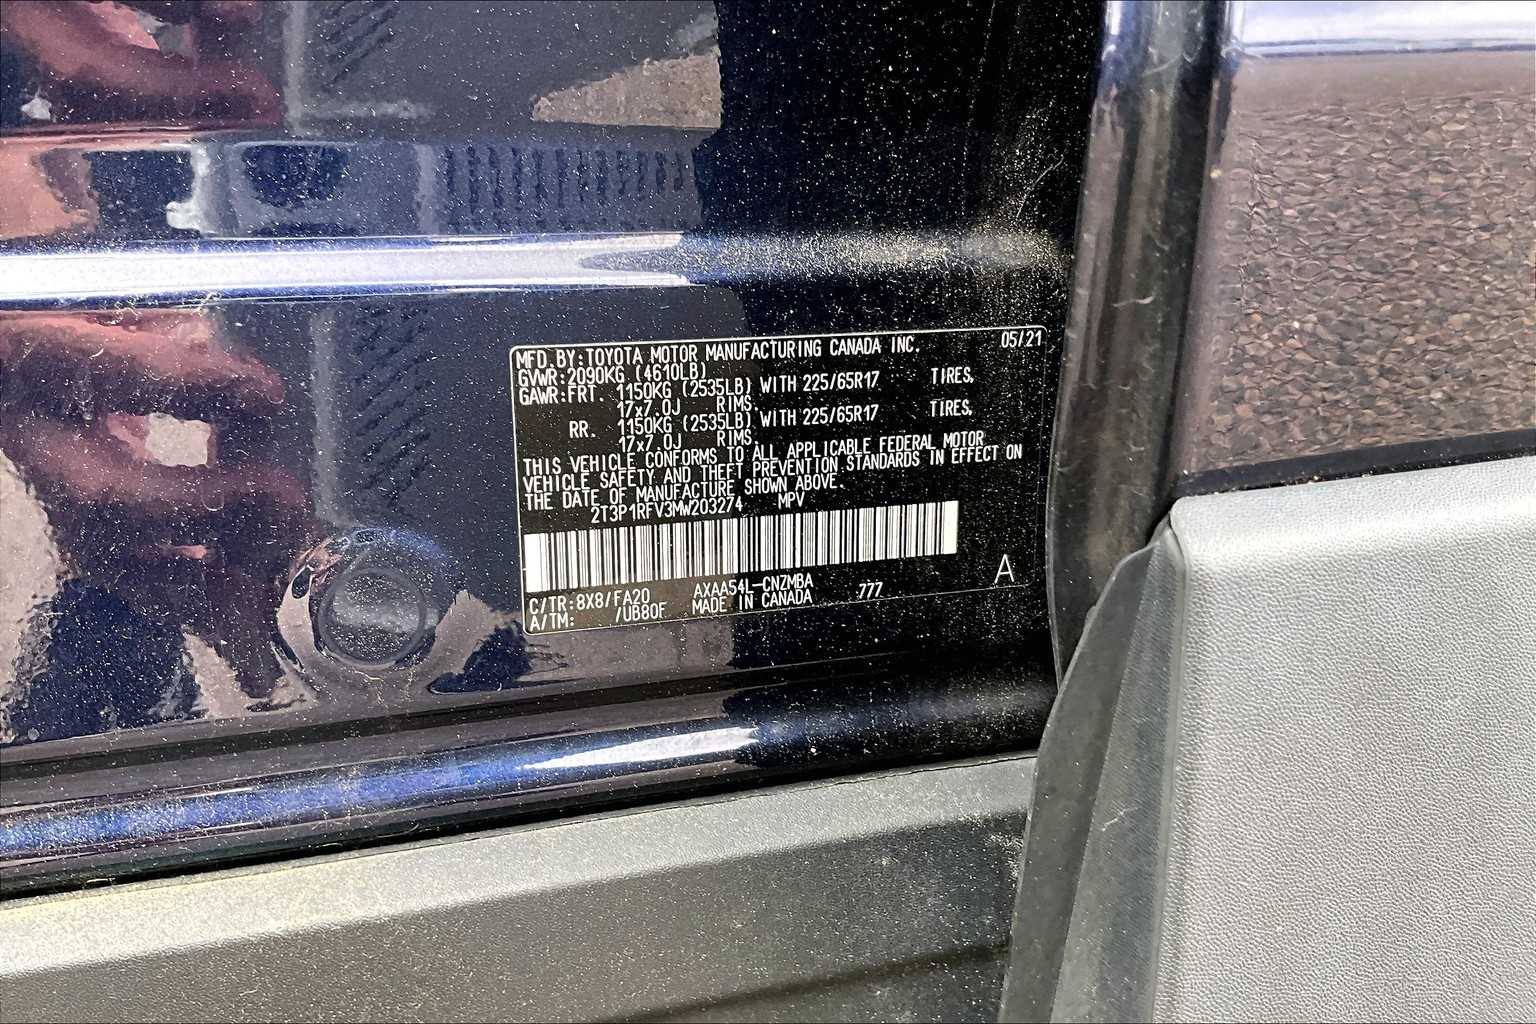 MFD. BY: TOYOTA MOTOR MANUFACTURING CANADA INC. 05/21
GVWR: 2090KG (4610LB)
GAWR: FRT. 1150KG (2535LB) WITH 225/65R17 TIRES,
17x7.0J RIMS.
RR. 1150KG (2535LB) WITH 225/65R17 TIRES,
17x7.0J RIMS.
THIS VEHICLE CONFORMS TO ALL APPLICABLE FEDERAL MOTOR
VEHICLE SAFETY AND THEFT PREVENTION STANDARDS IN EFFECT ON
THE DATE OF MANUFACTURE SHOWN ABOVE.
2T3P1RFV3MW203274 MPV
C/TR: 8X8/FA20 AXAA54L-CNZMBA 777 A
A/TM: /UB80F MADE IN CANADA